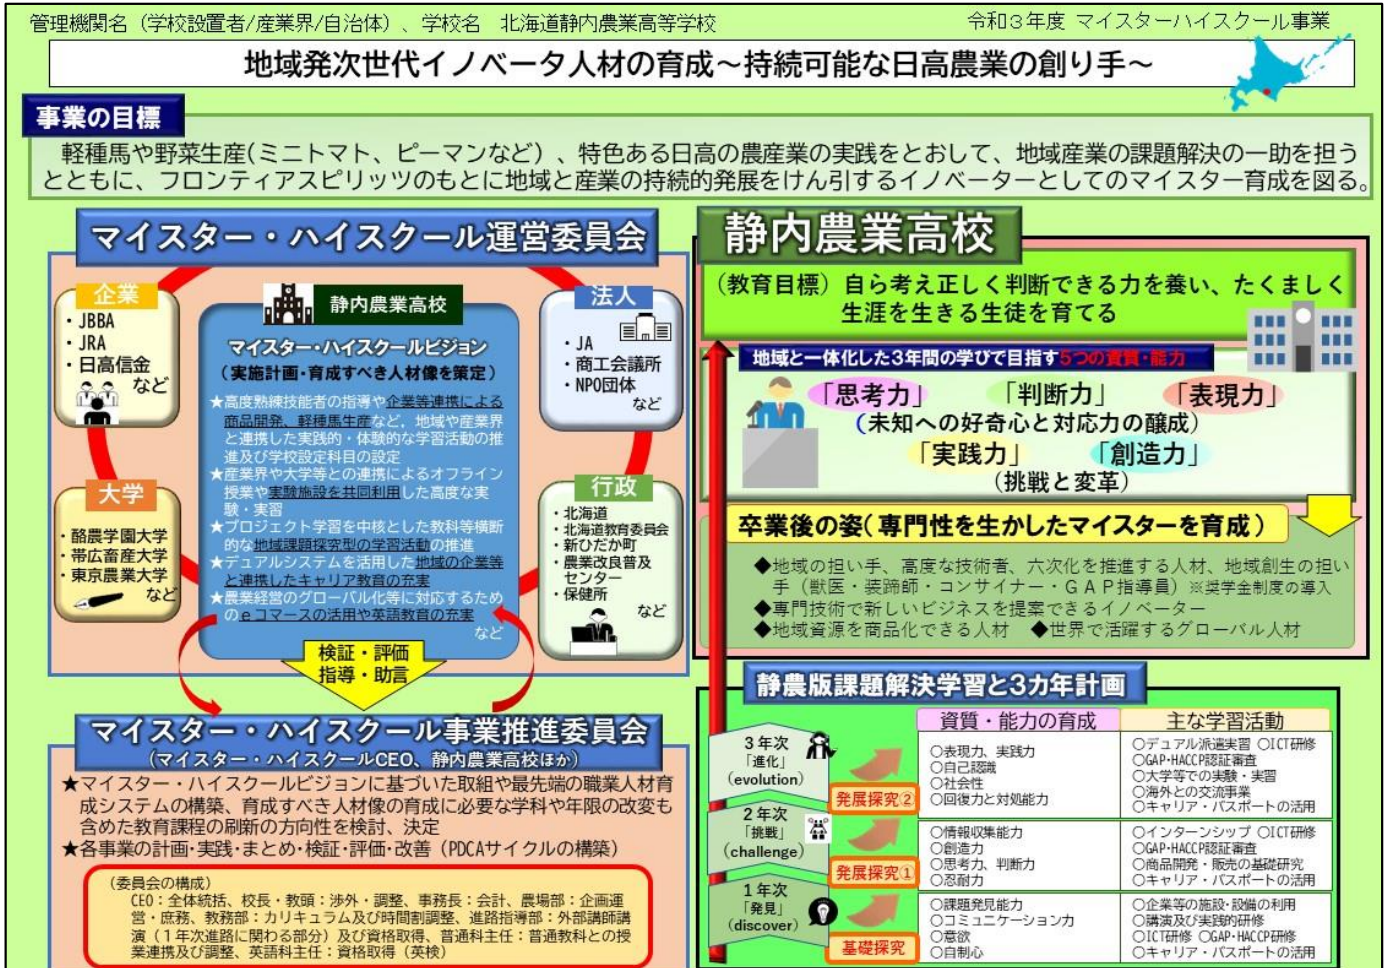 管理機関名（学校設置者/産業界/自治体）、学校名　北海道静内農業高等学校
令和３年度 マイスターハイスクール事業
地域発次世代イノベータ人材の育成～持続可能な日高農業の創り手～
事業の目標
軽種馬や野菜生産(ミニトマト、ピーマンなど）、特色ある日高の農産業の実践をとおして、地域産業の課題解決の一助を担う
とともに、フロンティアスピリッツのもとに地域と産業の持続的発展をけん引するイノベーターとしてのマイスター育成を図る。
マイスター・ハイスクール運営委員会
企業
・JBBA
・JRA
・日高信金
など
大学
・酪農学園大学
・帯広畜産大学
・東京農業大学
など
静内農業高校
マイスター・ハイスクールビジョン
（実施計画・育成すべき人材像を策定）
★高度熟練技能者の指導や企業等連携による
商品開発、軽種馬生産など，地域や産業界
と連携した実践的・体験的な学習活動の推
進及び学校設定科目の設定
★産業界や大学等との連携によるオフライン
授業や実験施設を共同利用した高度な実
験・実習
★プロジェクト学習を中核とした教科等横断
的な地域課題探究型の学習活動の推進
★デュアルシステムを活用した地域の企業等
と連携したキャリア教育の充実
★農業経営のグローバル化等に対応するため
のｅコマースの活用や英語教育の充実
など
法人
・JA
・商工会議所
・NPO団体
など
行政
・北海道
・北海道教育委員会
・新ひだか町
・農業改良普及
センター
・保健所
など
検証・評価
指導・助言
マイスター・ハイスクール事業推進委員会
（マイスター・ハイスクールCEO、静内農業高校ほか）
★マイスター・ハイスクールビジョンに基づいた取組や最先端の職業人材育
成システムの構築、育成すべき人材像の育成に必要な学科や年限の改変も
含めた教育課程の刷新の方向性を検討、決定
★各事業の計画・実践・まとめ・検証・評価・改善（PDCAサイクルの構築）
（委員会の構成）
CEO：全体統括、校長・教頭：渉外・調整、事務長：会計、農場部：企画運
営・庶務、教務部：カリキュラム及び時間割調整、進路指導部：外部講師講
演（１年次進路に関わる部分）及び資格取得、普通科主任：普通教科との授
業連携及び調整、英語科主任：資格取得（英検）
静内農業高校
（教育目標）自ら考え正しく判断できる力を養い、たくましく
生涯を生きる生徒を育てる
地域と一体化した３年間の学びで目指す５つの資質・能力
「思考力」　「判断力」　「表現力」
（未知への好奇心と対応力の醸成）
「実践力」　「創造力」
（挑戦と変革）
卒業後の姿（専門性を生かしたマイスターを育成）
◆地域の担い手、高度な技術者、六次化を推進する人材、地域創生の担い
手（獣医・装蹄師・コンサイナー・ＧＡＰ指導員）※奨学金制度の導入
◆専門技術で新しいビジネスを提案できるイノベーター
◆地域資源を商品化できる人材　◆世界で活躍するグローバル人材
静農版課題解決学習と３カ年計画
資質・能力の育成
主な学習活動
３年次
「進化」
（evolution）
発展探究②
○表現力、実践力
○自己認識
○社会性
○回復力と対処能力
○デュアル派遣実習 ○ICT研修
○GAP・HACCP認証審査
○大学等での実験・実習
○海外との交流事業
○キャリア・パスポートの活用
２年次
「挑戦」
（challenge）
発展探究①
○情報収集能力
○創造力
○思考力、判断力
○忍耐力
○インターンシップ ○ICT研修
○GAP・HACCP認証審査
○商品開発・販売の基礎研究
○キャリア・パスポートの活用
１年次
「発見」
（discover）
基礎探究
○課題発見能力
○コミュニケーション力
○意欲
○自制心
○企業等の施設・設備の利用
○講演及び実践的研修
○ICT研修 ○GAP・HACCP研修
○キャリア・パスポートの活用